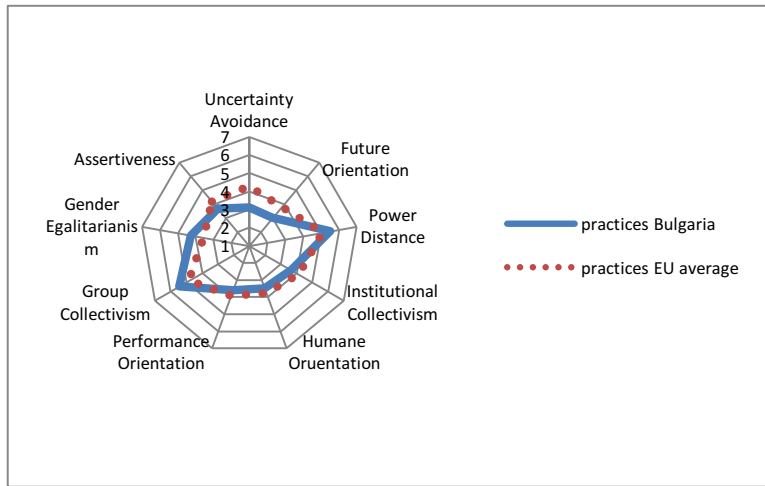 Uncertainty
Avoidance
7
6
5
4
3
2
1
Future
Orientation
Power
Distance
Institutional
Collectivism
Humane
Oruentation
Performance
Orientation
Group
Collectivism
Gender
Egalitarianis
m
Assertiveness
practices Bulgaria
practices EU average